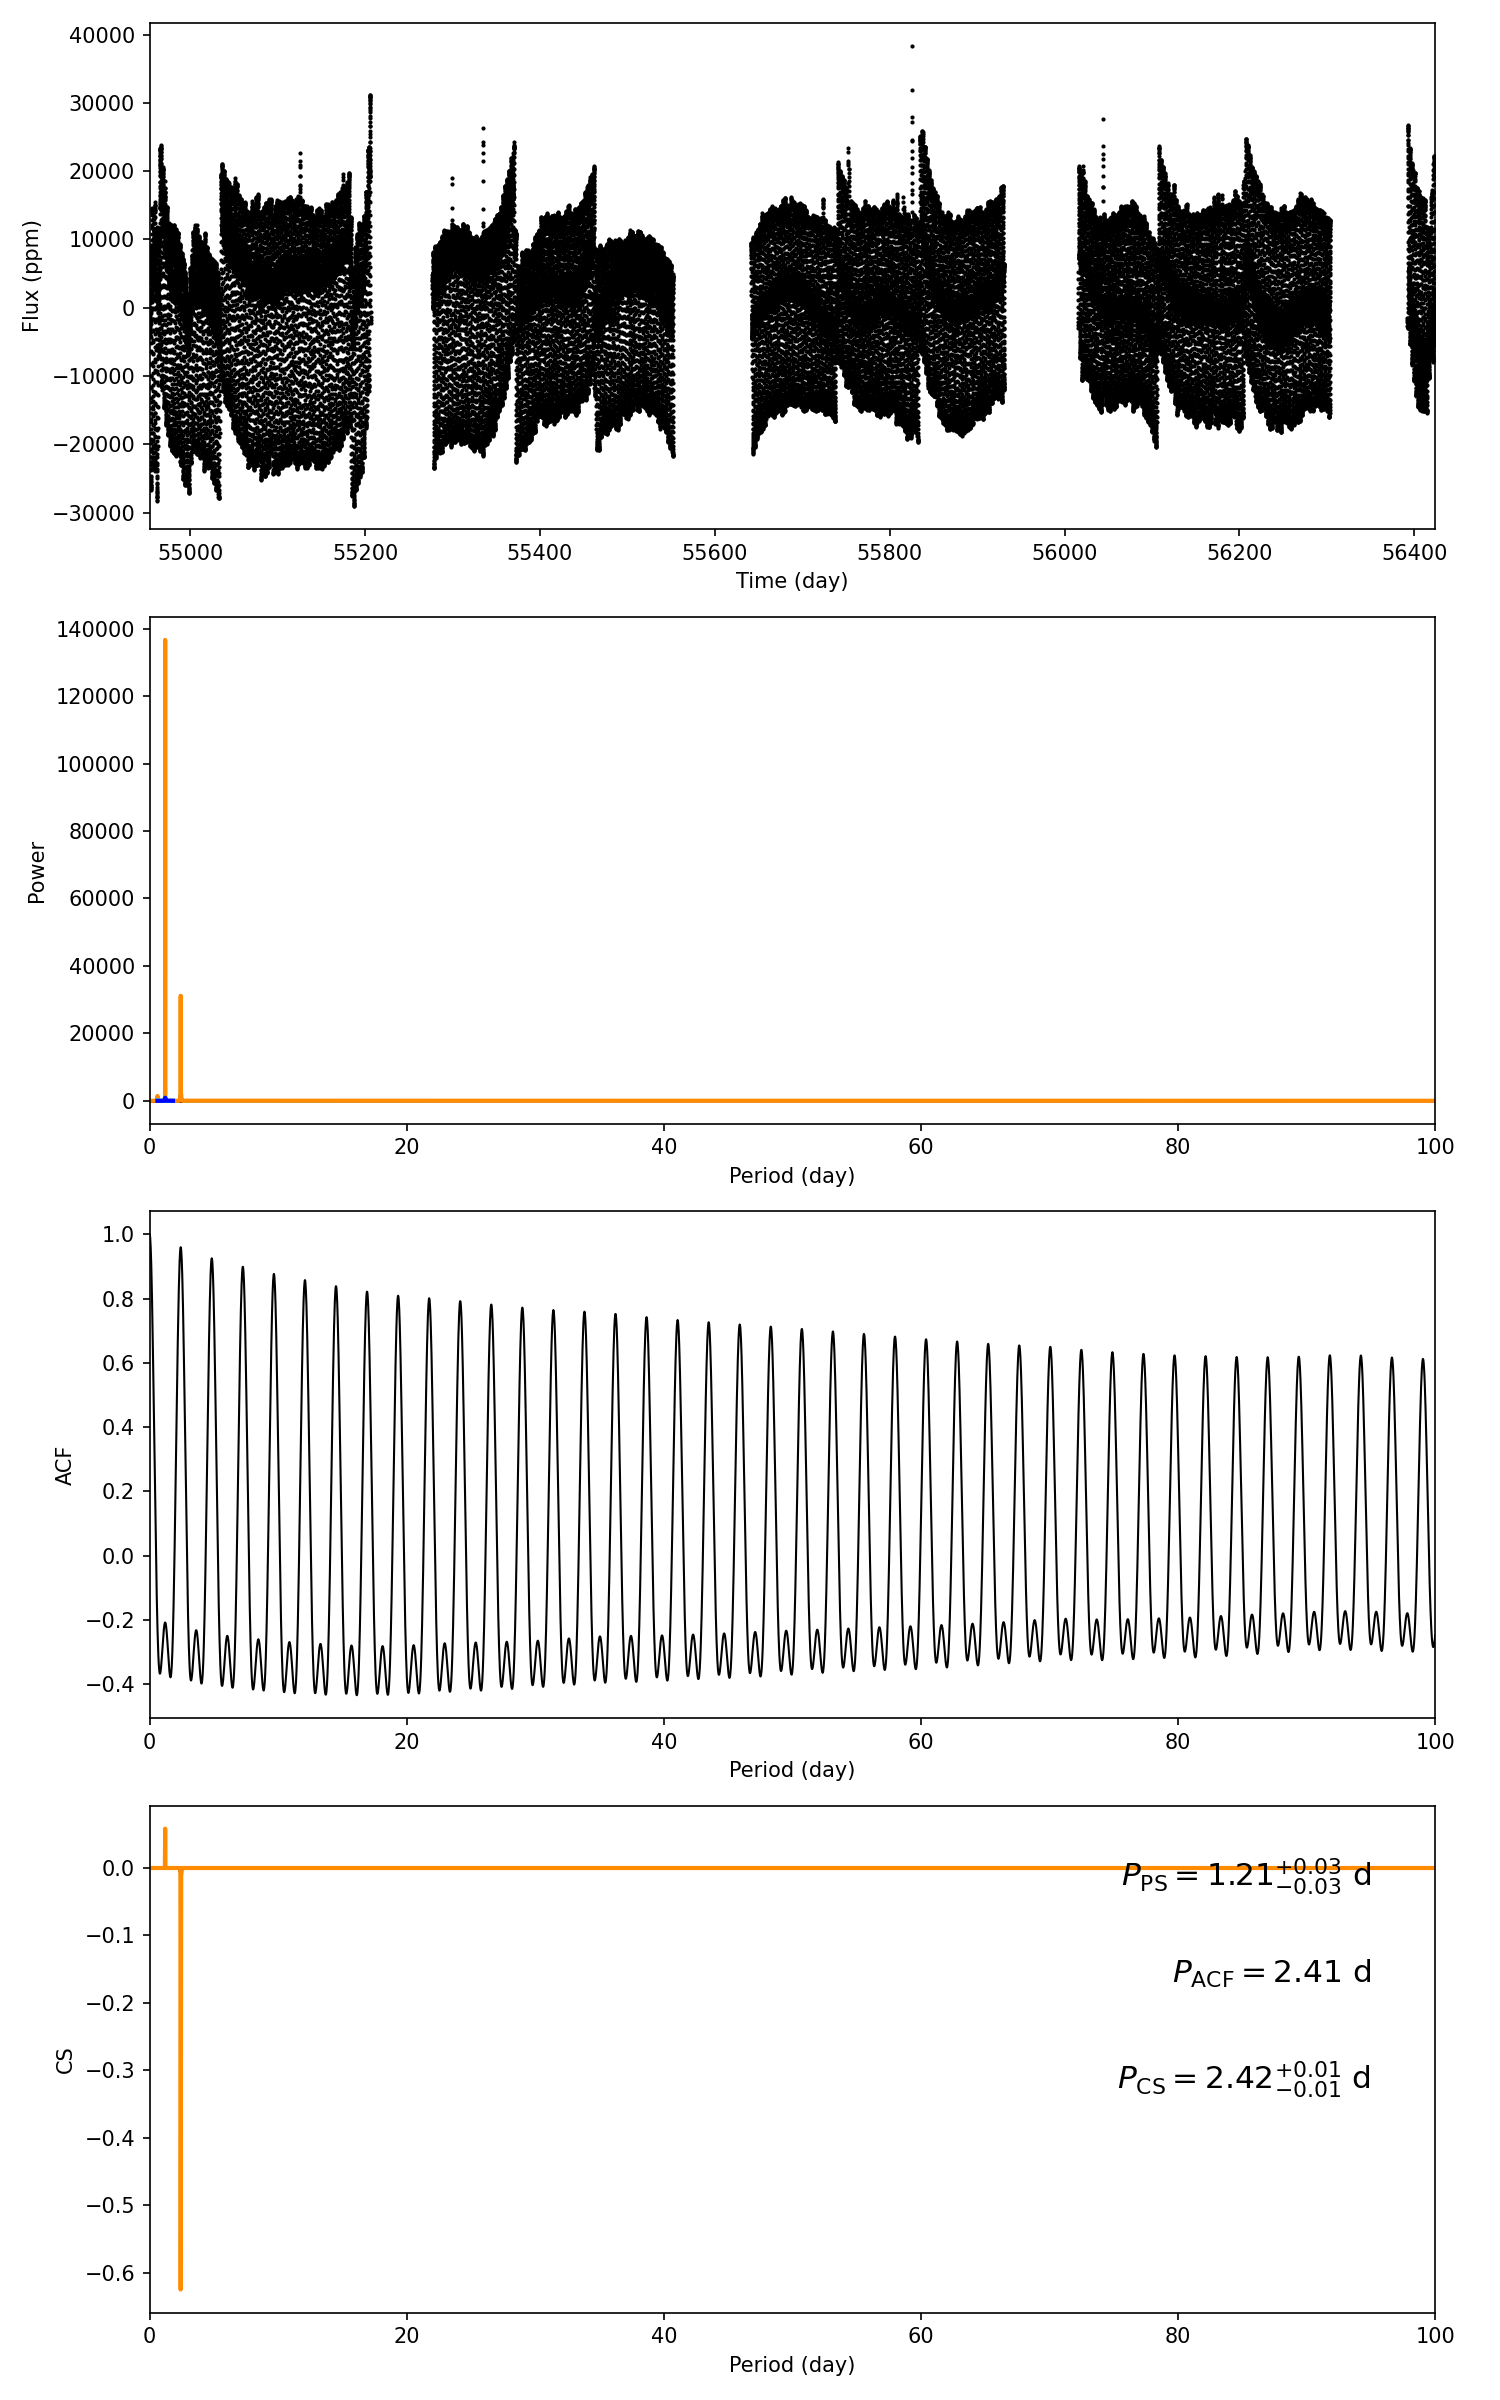 40000
30000
20000
10000
0
−10000
−20000
−30000
Flux (ppm)
55000 55200 55400 55600 55800 56000 56200 56400
Time (day)
140000
120000
100000
80000
60000
40000
20000
0
Power
0 20 40 60 80 100
Period (day)
1.0
0.8
0.6
0.4
0.2
0.0
−0.2
−0.4
ACF
0 20 40 60 80 100
Period (day)
0.0
−0.1
−0.2
−0.3
−0.4
−0.5
−0.6
CS
P_PS = 1.21^{+0.03}_{−0.03} d
P_ACF = 2.41 d
P_CS = 2.42^{+0.01}_{−0.01} d
0 20 40 60 80 100
Period (day)